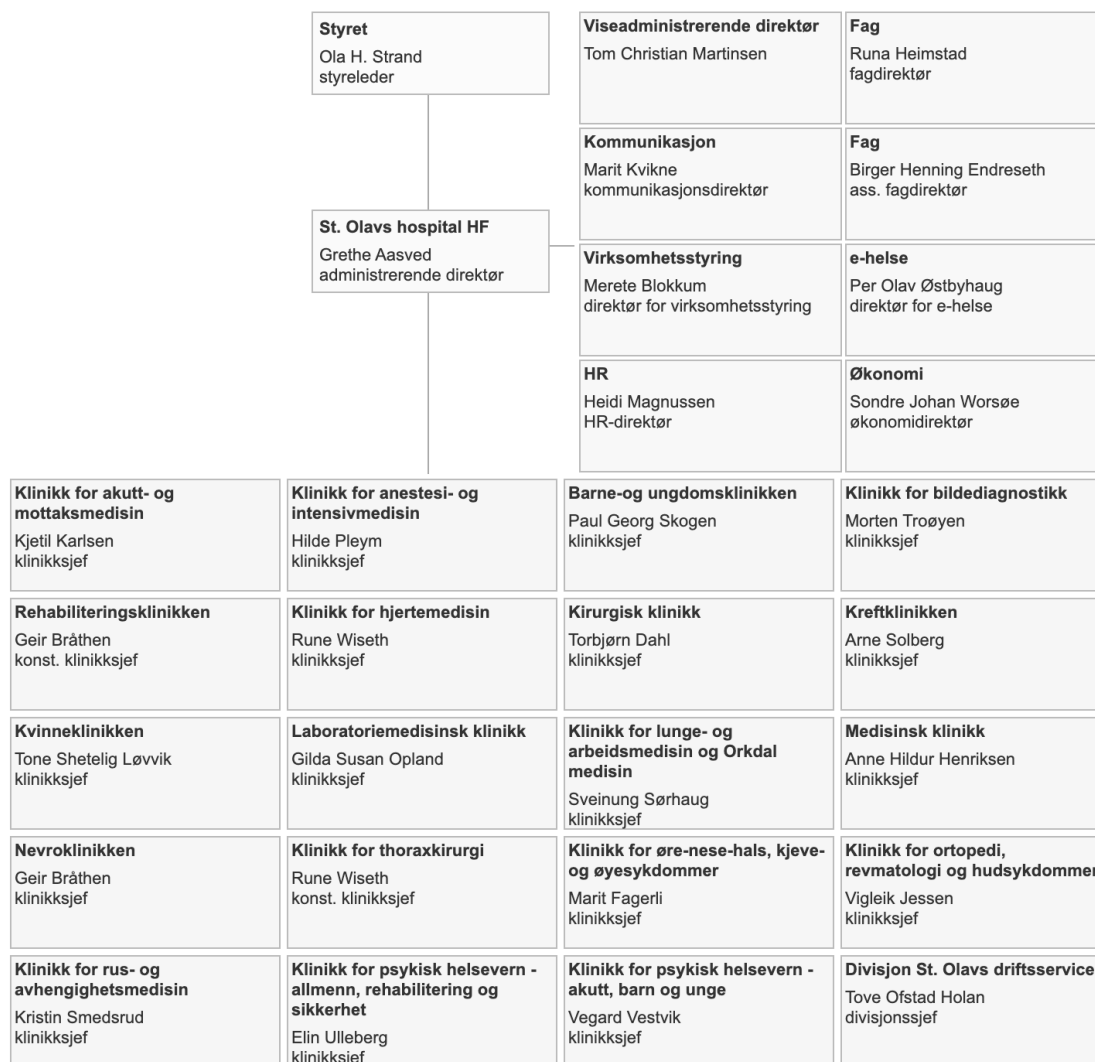 Styret
Ola H. Strand
styreleder
Viseadministrerende direktør
Tom Christian Martinsen
Fag
Runa Heimstad
fagdirektør
Kommunikasjon
Marit Kvikne
kommunikasjonsdirektør
Fag
Birger Henning Endreseth
ass. fagdirektør
St. Olavs hospital HF
Grethe Aasved
administrerende direktør
Virksomhetsstyring
Merete Blokkum
direktør for virksomhetsstyring
e-helse
Per Olav Østbyhaug
direktør for e-helse
HR
Heidi Magnussen
HR-direktør
Økonomi
Sondre Johan Worsøe
økonomidirektør
Klinikk for akutt- og
mottaksmedisin
Kjetil Karlsen
klinikksjef
Klinikk for anestesi- og
intensivmedisin
Hilde Pleym
klinikksjef
Barne-og ungdomsklinikken
Paul Georg Skogen
klinikksjef
Klinikk for bildediagnostikk
Morten Troøyen
klinikksjef
Rehabiliteringsklinikken
Geir Bråthen
konst. klinikksjef
Klinikk for hjertemedisin
Rune Wiseth
klinikksjef
Kirurgisk klinikk
Torbjørn Dahl
klinikksjef
Kreftklinikken
Arne Solberg
klinikksjef
Kvinneklinikken
Tone Shetelig Løvvik
klinikksjef
Laboratoriemedisinsk klinikk
Gilda Susan Opland
klinikksjef
Klinikk for lunge- og
arbeidsmedisin og Orkdal
medisin
Sveinung Sørhaug
klinikksjef
Medisinsk klinikk
Anne Hildur Henriksen
klinikksjef
Nevroklinikken
Geir Bråthen
klinikksjef
Klinikk for thoraxkirurgi
Rune Wiseth
konst. klinikksjef
Klinikk for øre-nese-hals, kjeve-
og øyesykdommer
Marit Fagerli
klinikksjef
Klinikk for ortopedi,
revmatologi og hudsykdommer
Vigleik Jessen
klinikksjef
Klinikk for rus- og
avhengighetsmedisin
Kristin Smedsrud
klinikksjef
Klinikk for psykisk helsevern -
allmenn, rehabilitering og
sikkerhet
Elin Ulleberg
klinikksjef
Klinikk for psykisk helsevern -
akutt, barn og unge
Vegard Vestvik
klinikksjef
Divisjon St. Olavs driftsservice
Tove Ofstad Holan
divisjonssjef